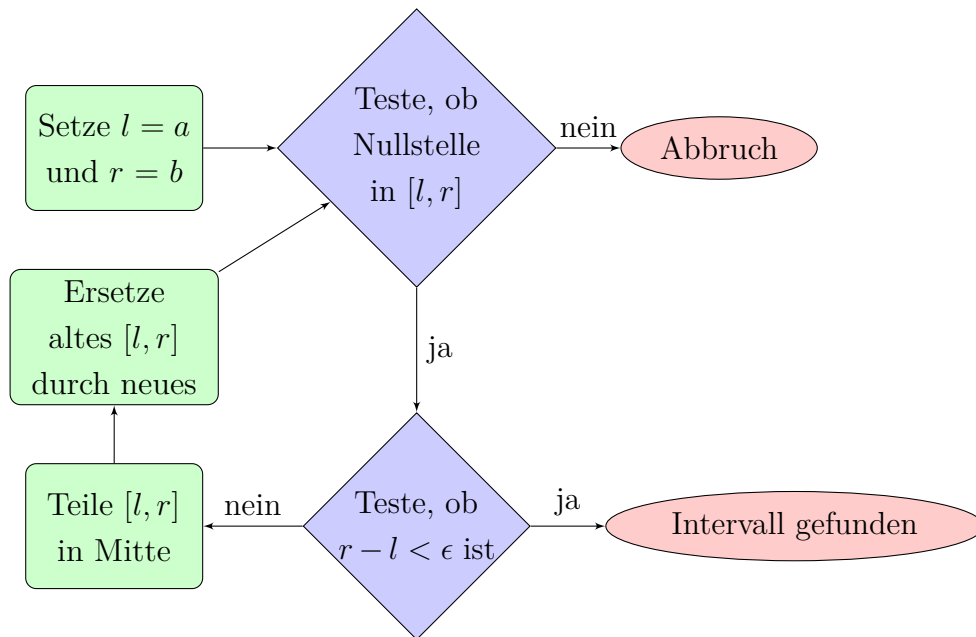 Setze l = a
und r = b
Teste, ob
Nullstelle
in [l, r]
nein
Abbruch
Ersetze
altes [l, r]
durch neues
ja
Teile [l, r]
in Mitte
nein
Teste, ob
r − l < ϵ ist
ja
Intervall gefunden